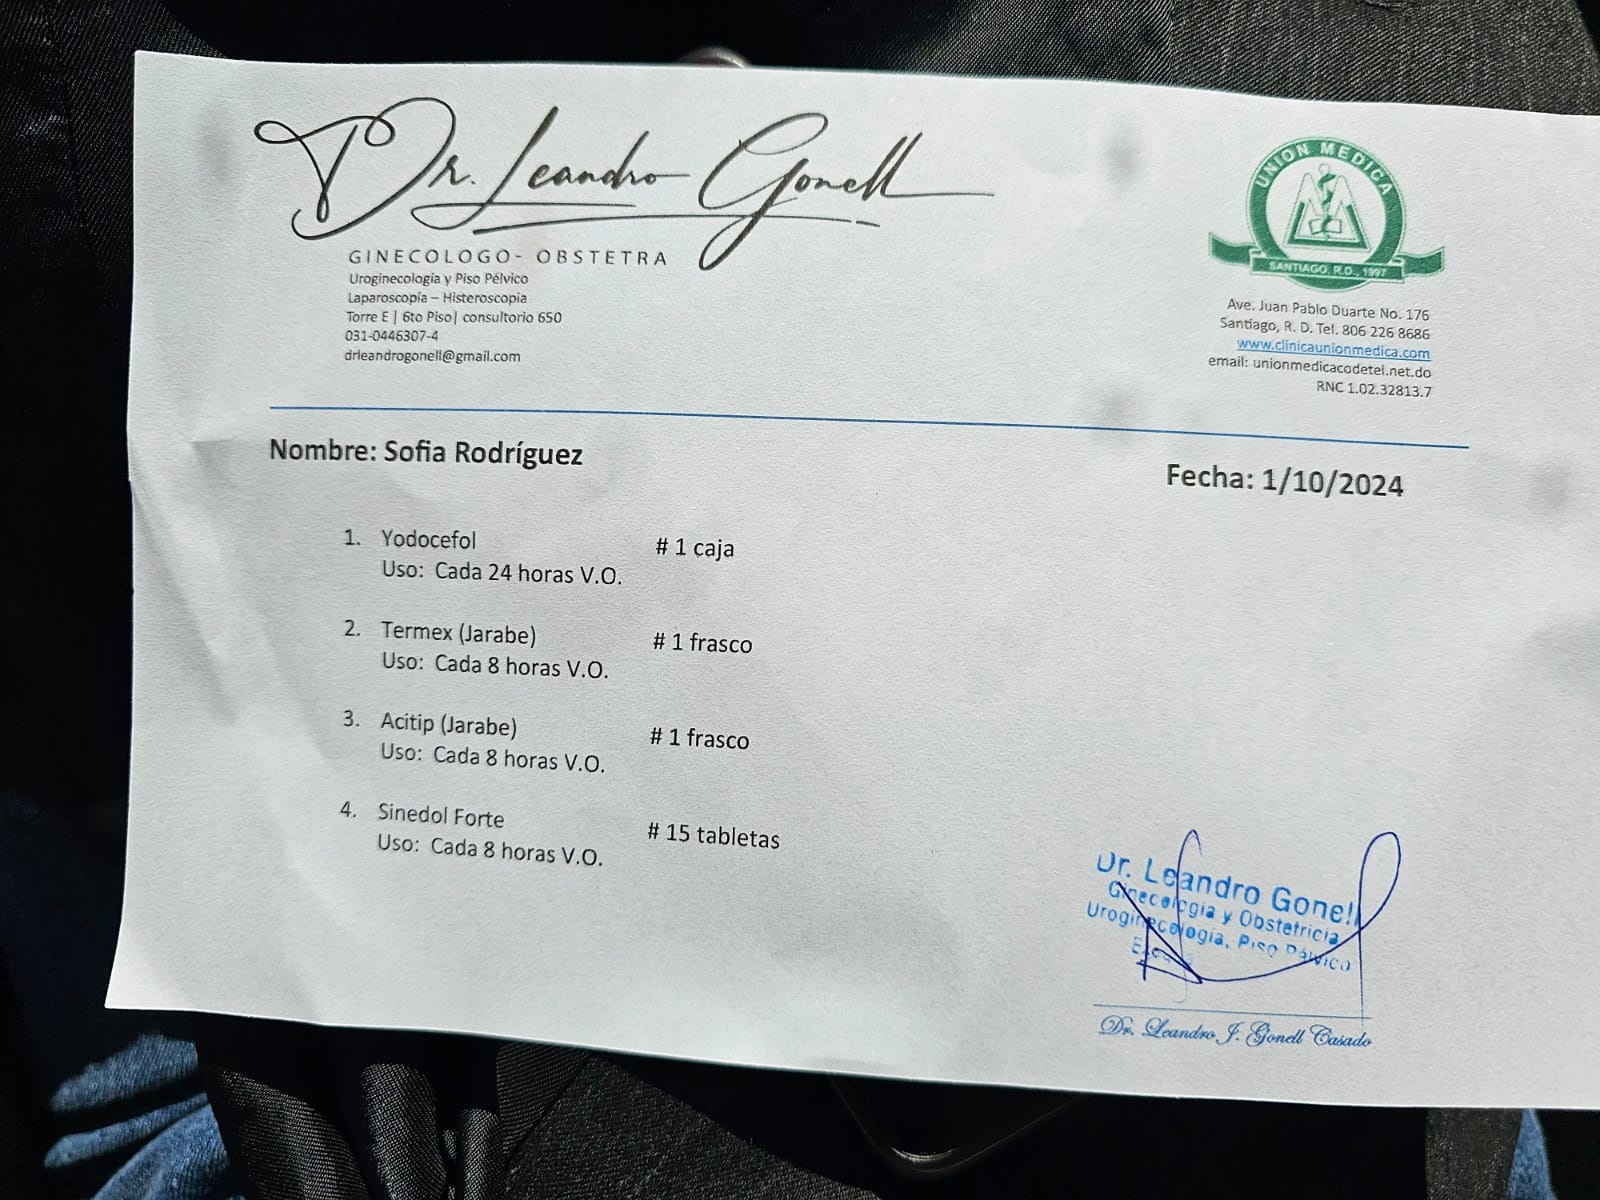 Dr. Leandro Gonell
GINECOLOGO- OBSTETRA
Uroginecología y Piso Pélvico
Laparoscopía – Histeroscopia
Torre E | 6to Piso| consultorio 650
031-0446307-4
drleandrogonell@gmail.com
UNION MEDICA
SANTIAGO, R.D., 1997
Ave. Juan Pablo Duarte No. 176
Santiago, R. D. Tel. 806 226 8686
www.clinicaunionmedica.com
email: unionmedicacodetel.net.do
RNC 1.02.32813.7
Nombre: Sofia Rodríguez
Fecha: 1/10/2024
1. Yodocefol # 1 caja
Uso: Cada 24 horas V.O.
2. Termex (Jarabe) # 1 frasco
Uso: Cada 8 horas V.O.
3. Acitip (Jarabe) # 1 frasco
Uso: Cada 8 horas V.O.
4. Sinedol Forte # 15 tabletas
Uso: Cada 8 horas V.O.
Dr. Leandro Gonell
Ginecología y Obstetricia
Uroginecología, Piso Pélvico
Dr. Leandro J. Gonell Casado